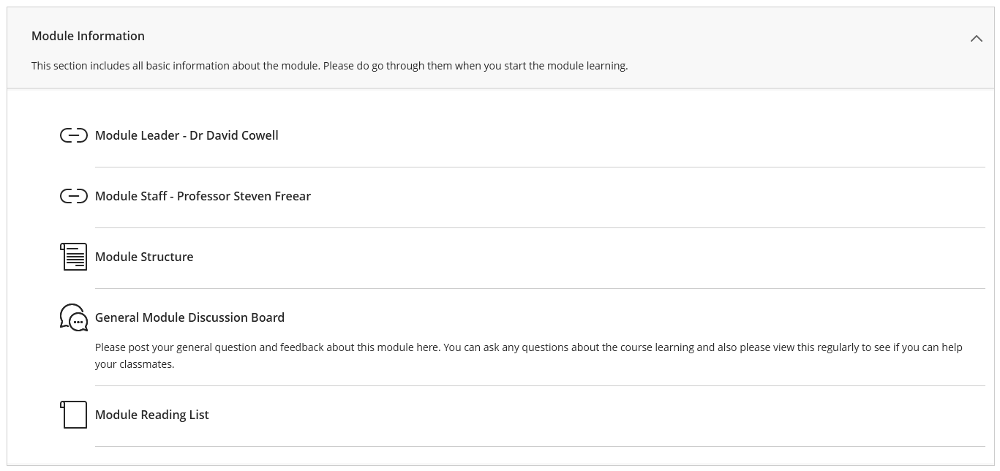 Module Information
This section includes all basic information about the module. Please do go through them when you start the module learning.
Module Leader - Dr David Cowell
Module Staff - Professor Steven Freear
Module Structure
General Module Discussion Board
Please post your general question and feedback about this module here. You can ask any questions about the course learning and also please view this regularly to see if you can help
your classmates.
Module Reading List